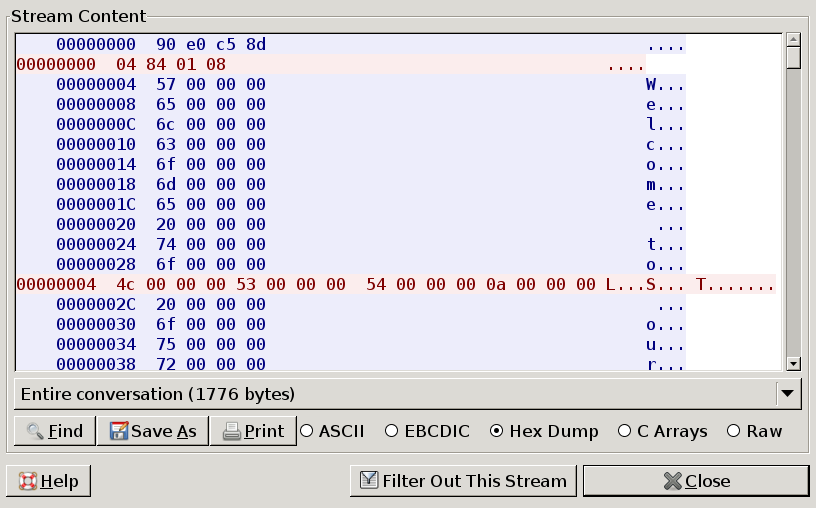 Stream Content
00000000 90 e0 c5 8d ....
00000000 04 84 01 08 ....
00000004 57 00 00 00 W...
00000008 65 00 00 00 e...
0000000C 6c 00 00 00 l...
00000010 63 00 00 00 c...
00000014 6f 00 00 00 o...
00000018 6d 00 00 00 m...
0000001C 65 00 00 00 e...
00000020 20 00 00 00 ...
00000024 74 00 00 00 t...
00000028 6f 00 00 00 o...
00000004 4c 00 00 00 53 00 00 00 54 00 00 00 0a 00 00 00 L...S... T.......
0000002C 20 00 00 00 ...
00000030 6f 00 00 00 o...
00000034 75 00 00 00 u...
00000038 72 00 00 00 r...
Entire conversation (1776 bytes)
Find Save As Print ASCII EBCDIC Hex Dump C Arrays Raw
Help Filter Out This Stream Close